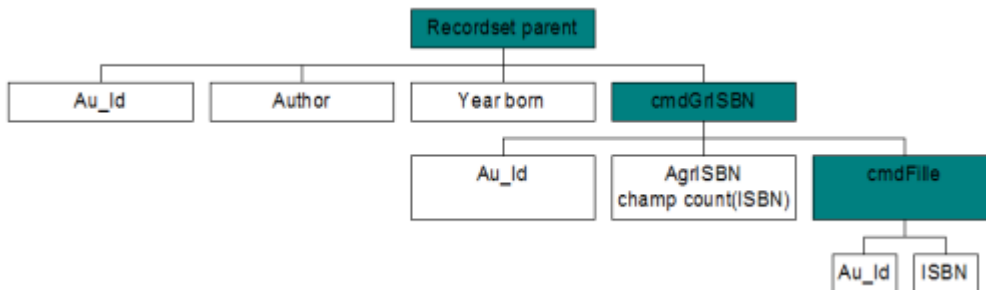 Recordset parent
Au_Id
Author
Year born
cmdGrISBN
Au_Id
AgrISBN
champ count(ISBN)
cmdFille
Au_Id
ISBN